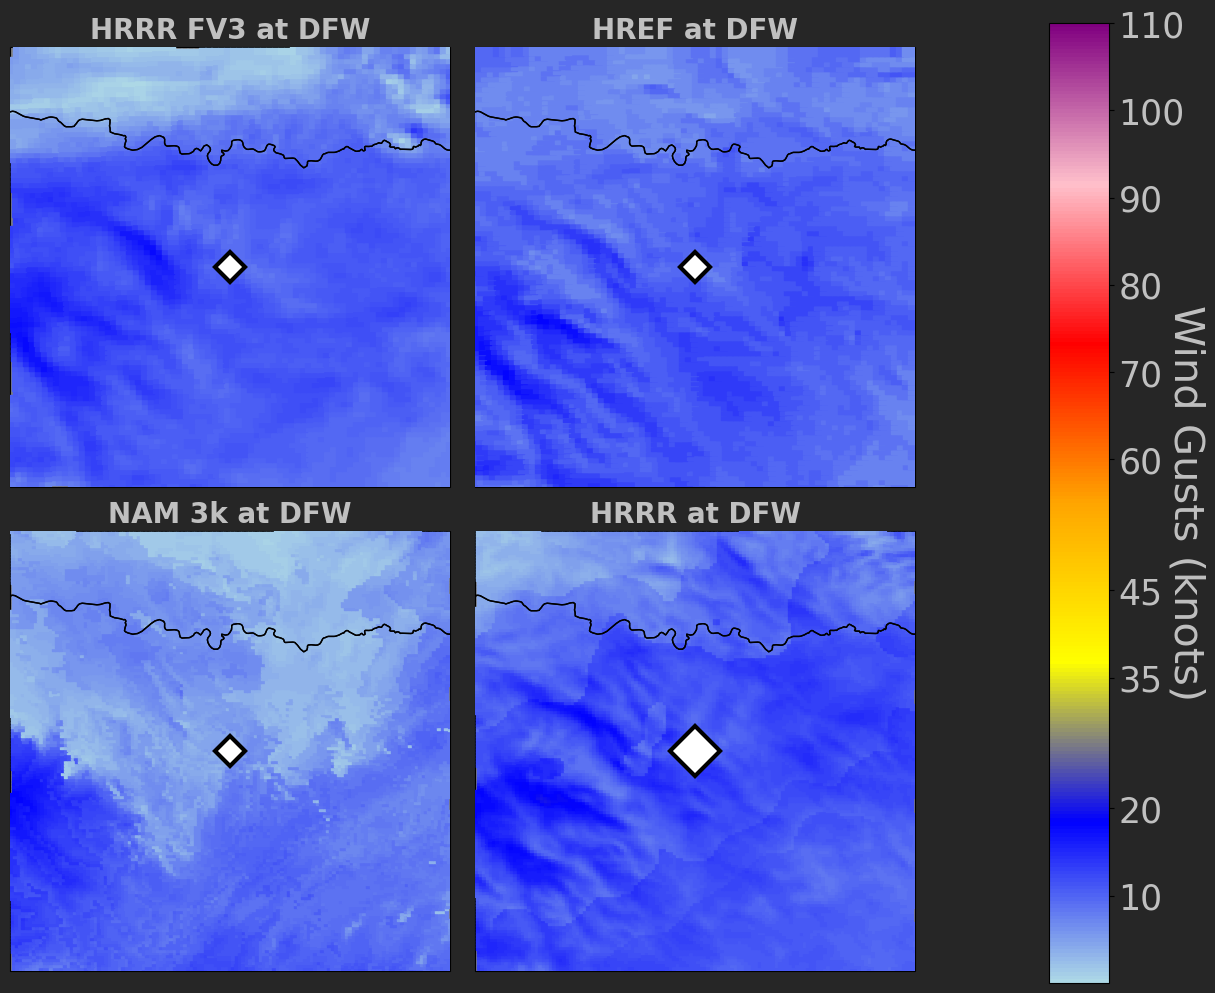 HRRR FV3 at DFW
HREF at DFW
NAM 3k at DFW
HRRR at DFW
110
100
90
80
70
60
45
35
20
10
Wind Gusts (knots)